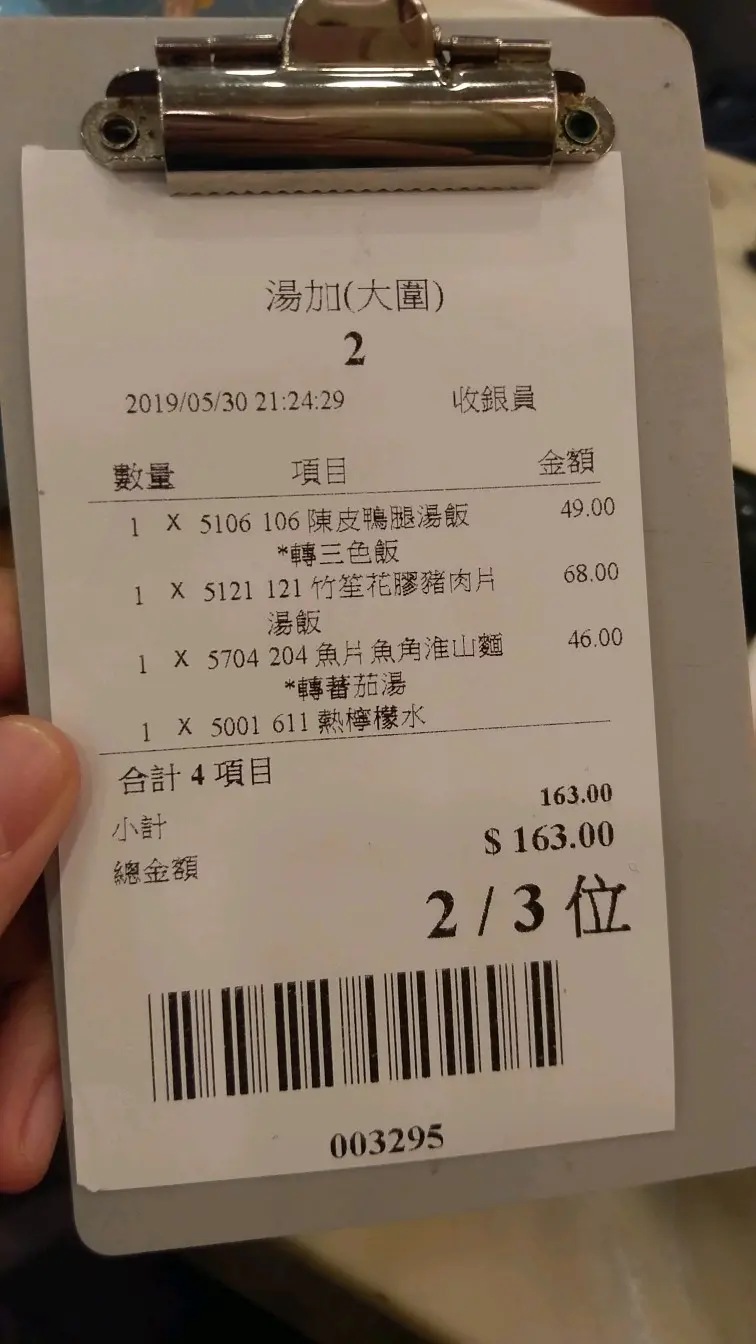 湯加(大圍)
2
2019/05/30 21:24:29 收銀員
數量 項目 金額
1 X 5106 106 陳皮鴨腿湯飯 49.00
*轉三色飯
1 X 5121 121 竹笙花膠豬肉片 68.00
湯飯
1 X 5704 204 魚片魚角淮山麵 46.00
*轉蕃茄湯
1 X 5001 611 熱檸檬水
合計 4 項目
小計 163.00
總金額 $ 163.00
2 / 3 位
003295